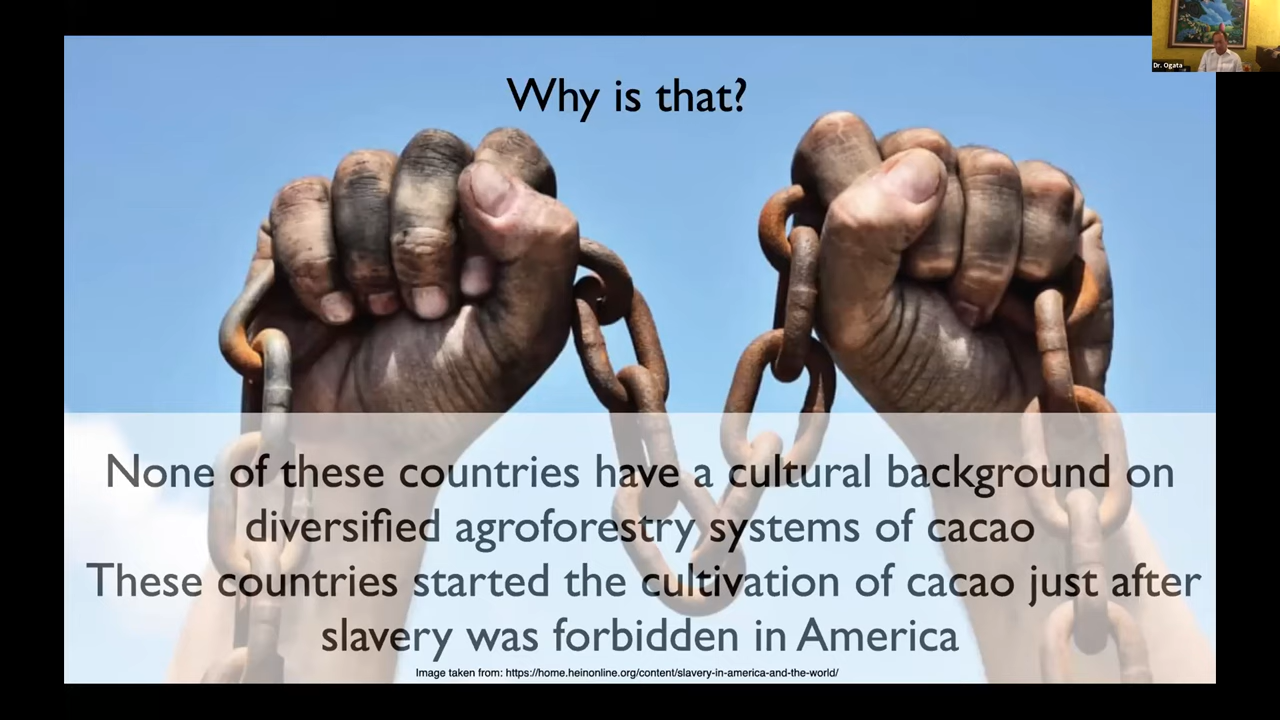 Dr. Ogata
Why is that?
None of these countries have a cultural background on
diversified agroforestry systems of cacao
These countries started the cultivation of cacao just after
slavery was forbidden in America
Image taken from: https://home.heinonline.org/content/slavery-in-america-and-the-world/